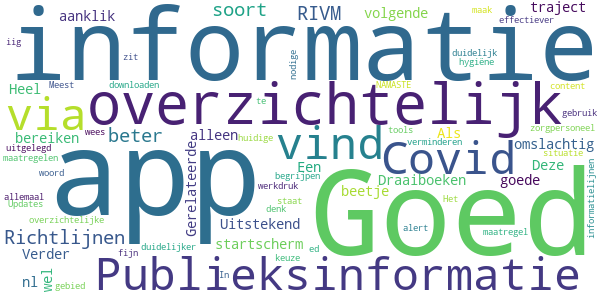 informatie
aanklik
soort
RIVM
volgende
maak
effectiever
traject
iig
zit
nodige
duidelijk
hygiëne
Heel
Meest
downloaden
NAMASTE
content
via
overzichtelijk
te
bereiken
wees
beter
alleen
huidige
tools
Als
gebruik
zorgpersoneel
uitgelegd
maatregelen
app
Gerelateerde
vind
verminderen
omslachtig
situatie
Covid
Een
Deze
allemaal
woord
werkdruk
begrijpen
beetje
Draaiboeken
goede
informatielijnen
Updates
overzichtelijke
denk
staat
Goed
Het
Uitstekend
Richtlijnen
startscherm
alert
maatregel
Verder
fijn
duidelijker
keuze
ed
nl
wel
gebied
In
Publieksinformatie